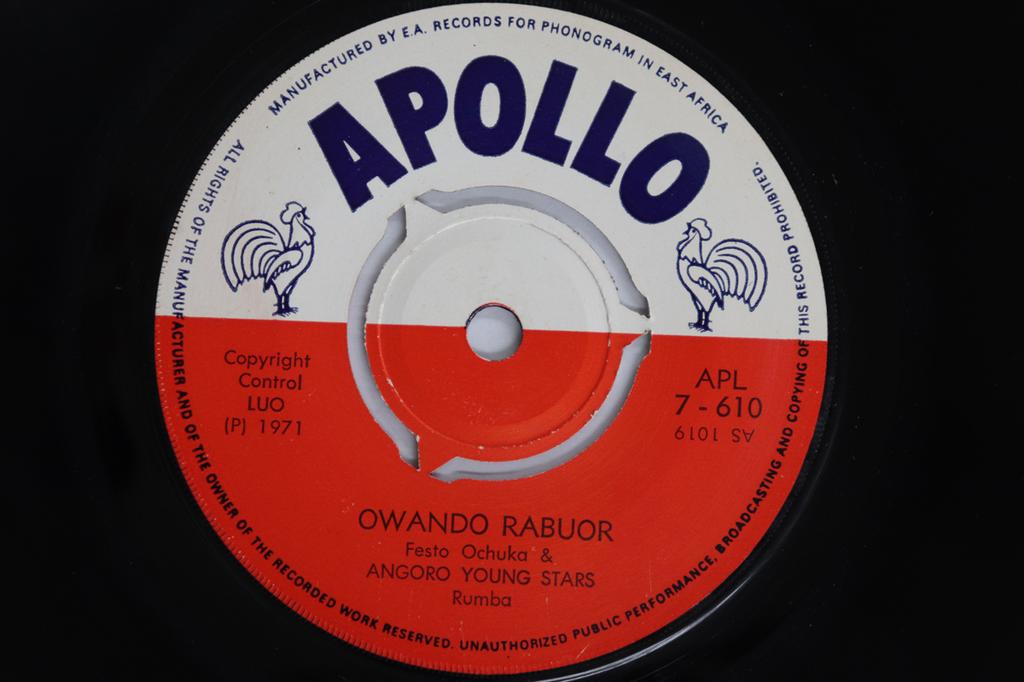 MANUFACTURED BY E.A. RECORDS FOR PHONOGRAM IN EAST AFRICA
APOLLO
Copyright
Control
LUO
(P) 1971
APL
7 - 610
AS 1019
OWANDO RABUOR
Festo Ochuka &
ANGORO YOUNG STARS
Rumba
ALL RIGHTS OF THE MANUFACTURER AND OF THE OWNER OF THE RECORDED WORK RESERVED. UNAUTHORIZED PUBLIC PERFORMANCE, BROADCASTING AND COPYING OF THIS RECORD PROHIBITED.